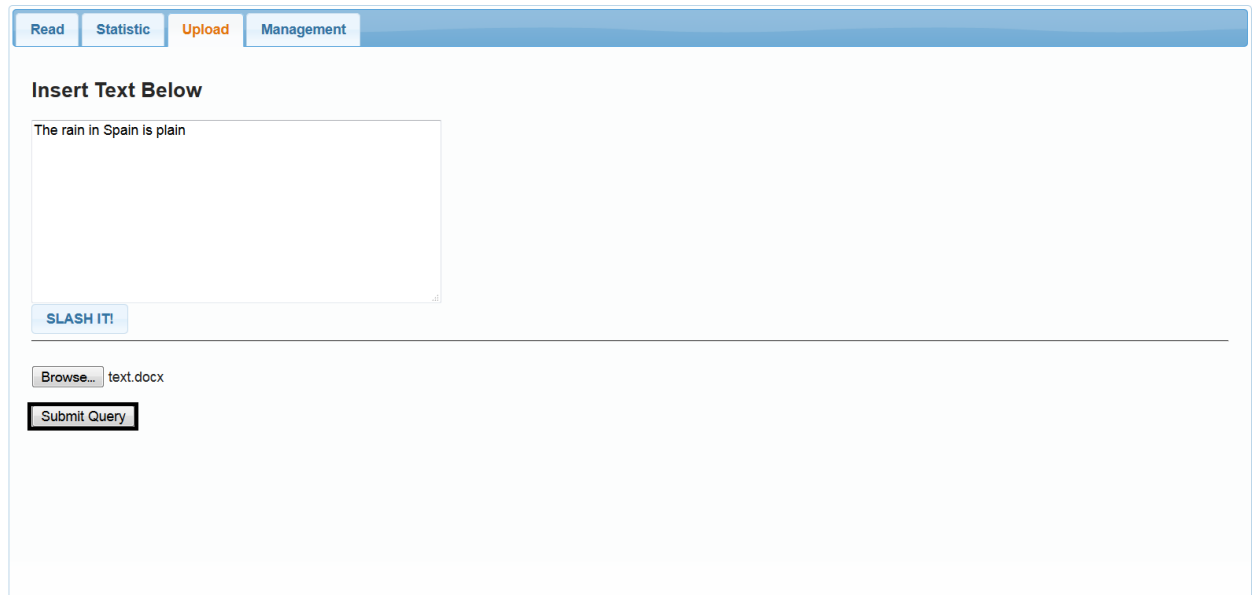 Read Statistic Upload Management
Insert Text Below
The rain in Spain is plain
SLASH IT!
Browse... text.docx
Submit Query